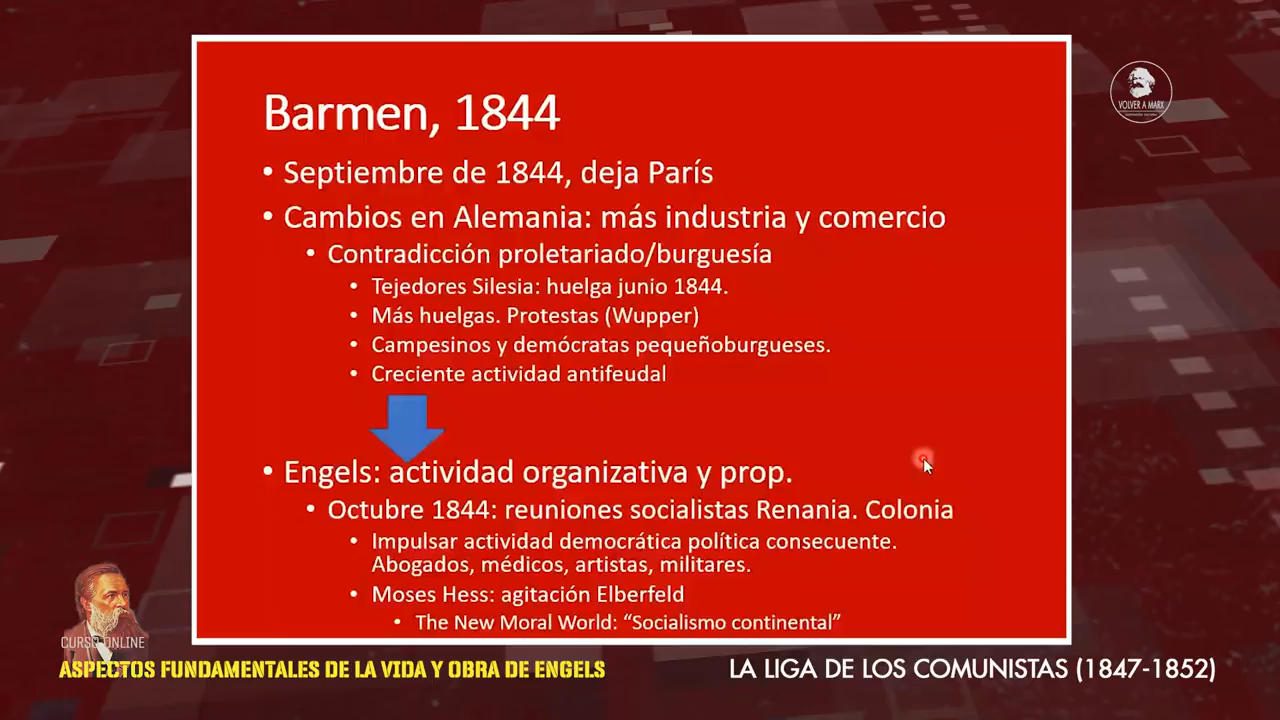 Barmen, 1844
• Septiembre de 1844, deja París
• Cambios en Alemania: más industria y comercio
• Contradicción proletariado/burguesía
• Tejedores Silesia: huelga junio 1844.
• Más huelgas. Protestas (Wupper)
• Campesinos y demócratas pequeñoburgueses.
• Creciente actividad antifeudal
• Engels: actividad organizativa y prop.
• Octubre 1844: reuniones socialistas Renania. Colonia
• Impulsar actividad democrática política consecuente.
Abogados, médicos, artistas, militares.
• Moses Hess: agitación Elberfeld
• The New Moral World: “Socialismo continental”
VOLVER A MARX
CURSO ONLINE
ASPECTOS FUNDAMENTALES DE LA VIDA Y OBRA DE ENGELS
LA LIGA DE LOS COMUNISTAS (1847-1852)